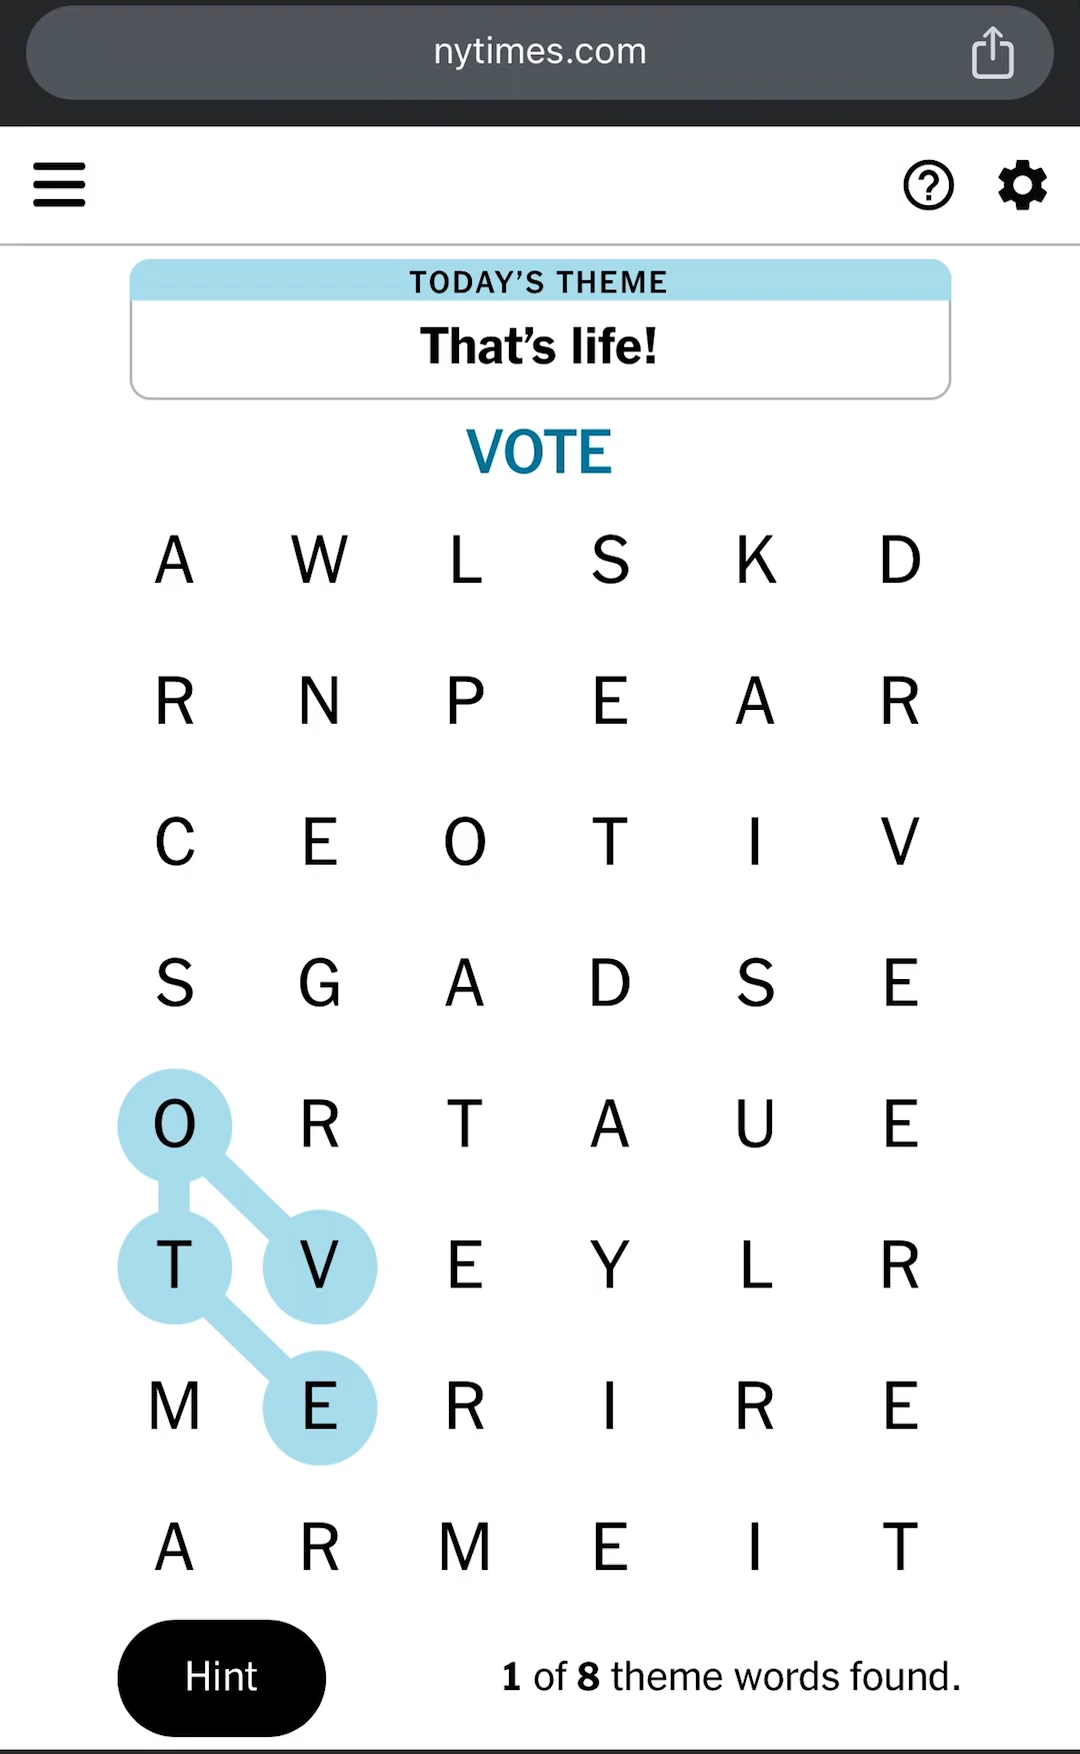 nytimes.com
TODAY'S THEME
That's life!
VOTE
A W L S K D
R N P E A R
C E O T I V
S G A D S E
O R T A U E
T V E Y L R
M E R I R E
A R M E I T
Hint
1 of 8 theme words found.